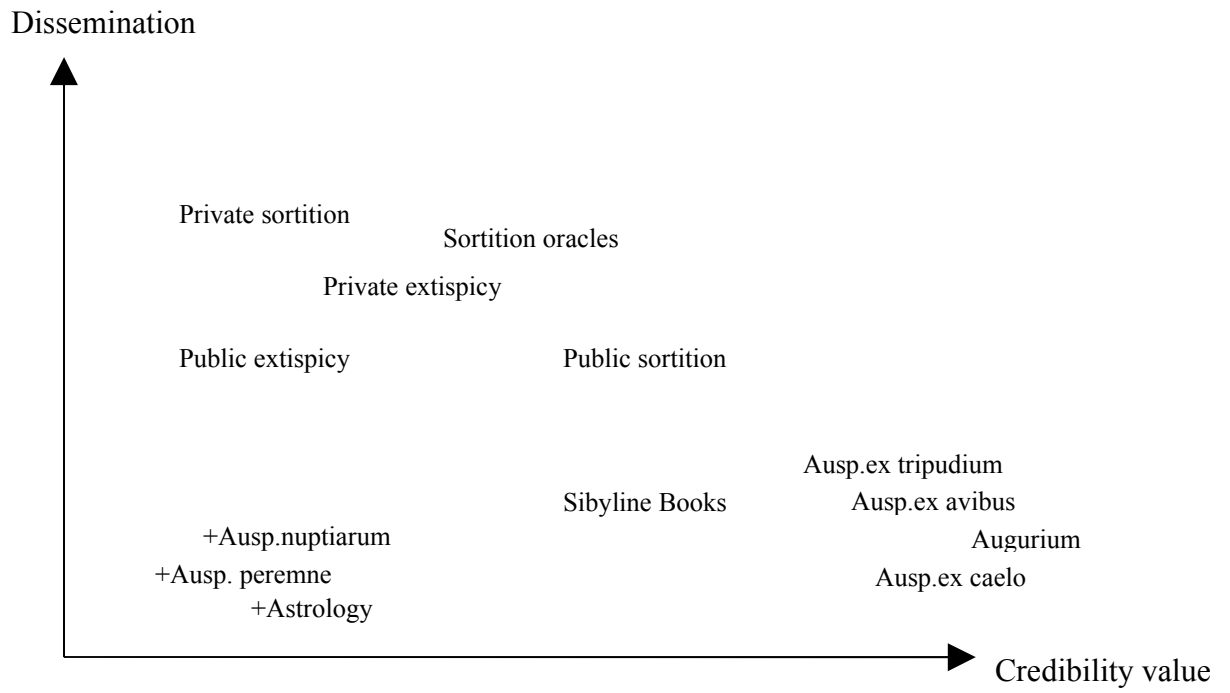 Dissemination
Private sortition
Sortition oracles
Private extispicy
Public extispicy
Public sortition
Ausp.ex tripudium
Sibyline Books
Ausp.ex avibus
+Ausp.nuptiarum
Augurium
+Ausp. peremne
Ausp.ex caelo
+Astrology
Credibility value